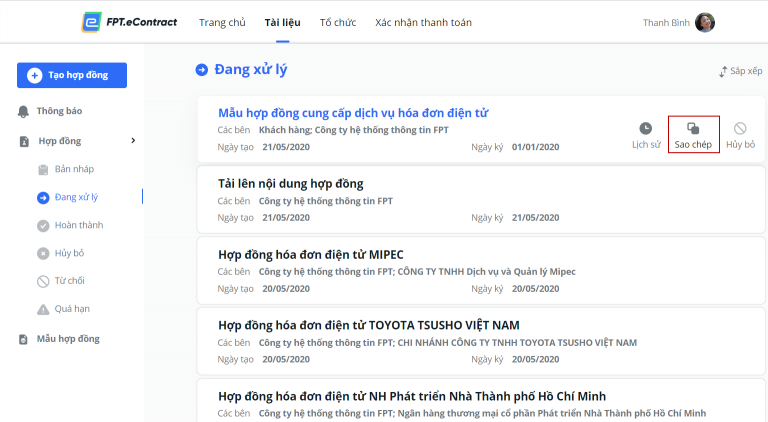 FPT.eContract Trang chủ Tài liệu Tổ chức Xác nhận thanh toán Thanh Bình
Tạo hợp đồng
Thông báo
Hợp đồng
Bản nháp
Đang xử lý
Hoàn thành
Hủy bỏ
Từ chối
Quá hạn
Mẫu hợp đồng
Đang xử lý Sắp xếp
Mẫu hợp đồng cung cấp dịch vụ hóa đơn điện tử
Các bên Khách hàng; Công ty hệ thống thông tin FPT
Ngày tạo 21/05/2020 Ngày ký 01/01/2020
Lịch sử Sao chép Hủy bỏ
Tải lên nội dung hợp đồng
Các bên Công ty hệ thống thông tin FPT
Ngày tạo 21/05/2020 Ngày ký 21/05/2020
Hợp đồng hóa đơn điện tử MIPEC
Các bên Công ty hệ thống thông tin FPT; CÔNG TY TNHH Dịch vụ và Quản lý Mipec
Ngày tạo 20/05/2020 Ngày ký 20/05/2020
Hợp đồng hóa đơn điện tử TOYOTA TSUSHO VIỆT NAM
Các bên Công ty hệ thống thông tin FPT; CHI NHÁNH CÔNG TY TNHH TOYOTA TSUSHO VIỆT NAM
Ngày tạo 20/05/2020 Ngày ký 20/05/2020
Hợp đồng hóa đơn điện tử NH Phát triển Nhà Thành phố Hồ Chí Minh
Các bên Công ty hệ thống thông tin FPT; Ngân hàng thương mại cổ phần Phát triển Nhà Thành phố Hồ Chí Minh